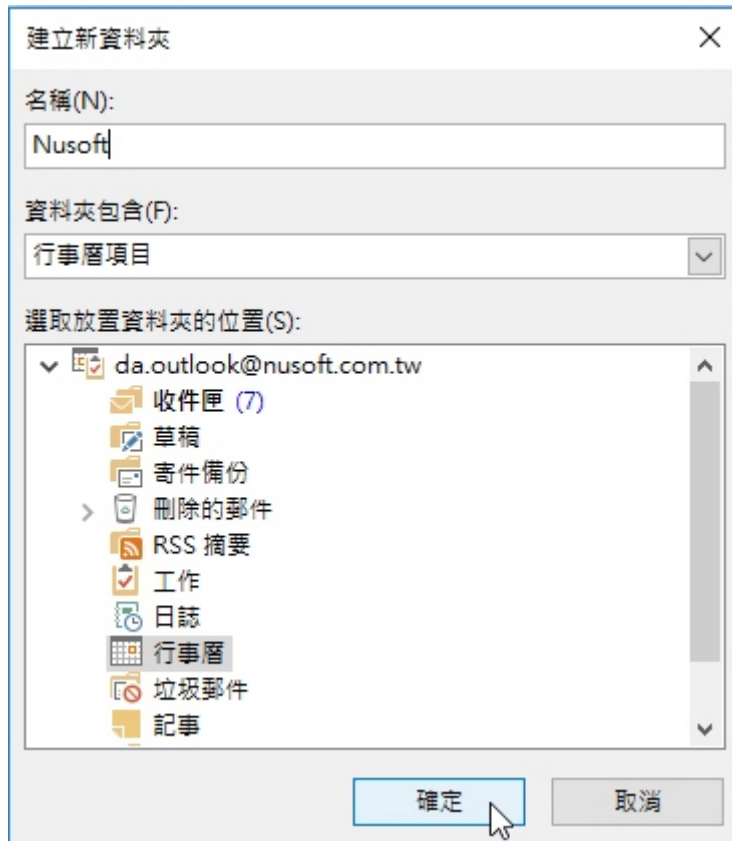 建立新資料夾
名稱(N):
Nusoft
資料夾包含(F):
行事曆項目
選取放置資料夾的位置(S):
da.outlook@nusoft.com.tw
收件匣 (7)
草稿
寄件備份
刪除的郵件
RSS 摘要
工作
日誌
行事曆
垃圾郵件
記事
確定 取消